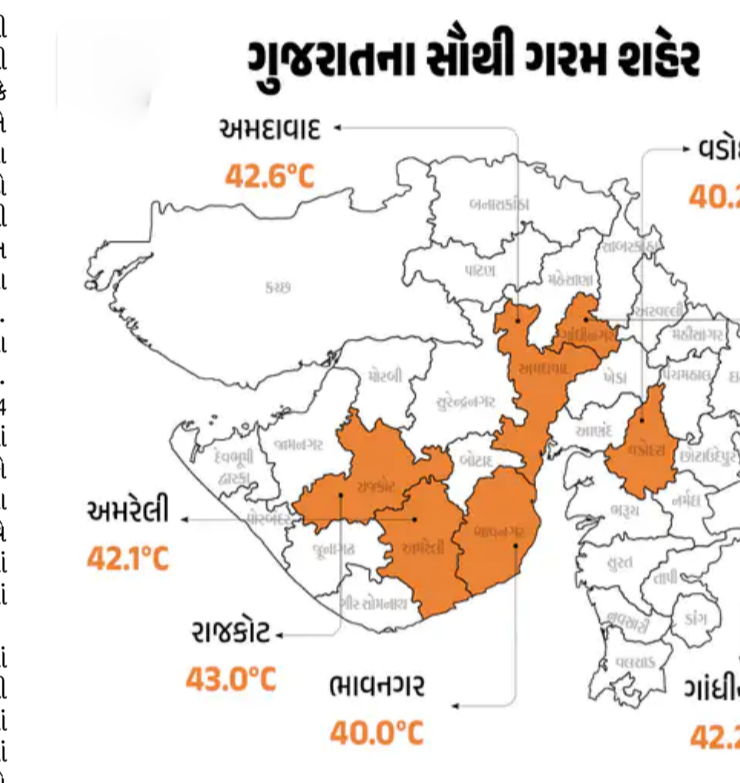 ગુજરાતના સૌથી ગરમ શહેર
અમદાવાદ
42.6°C
40.2
બનાસકાંઠા
સાબરકાંઠા
પાટણ
મહેસાણા
કચ્છ
અરવલ્લી
ગાંધીનગર
મહીસાગર
અમદાવાદ
ખેડા
પંચમહાલ
મોરબી
સુરેન્દ્રનગર
આણંદ
જામનગર
વડોદરા
છોટાઉદેપુર
દેવભૂમી
દ્વારકા
બોટાદ
રાજકોટ
નર્મદા
ભરૂચ
પોરબંદર
અમરેલી
42.1°C
જૂનાગઢ
અમરેલી
ભાવનગર
સુરત
તાપી
ગીર સોમનાથ
નવસારી
ડાંગ
વલસાડ
રાજકોટ
43.0°C
ભાવનગર
40.0°C
42.2